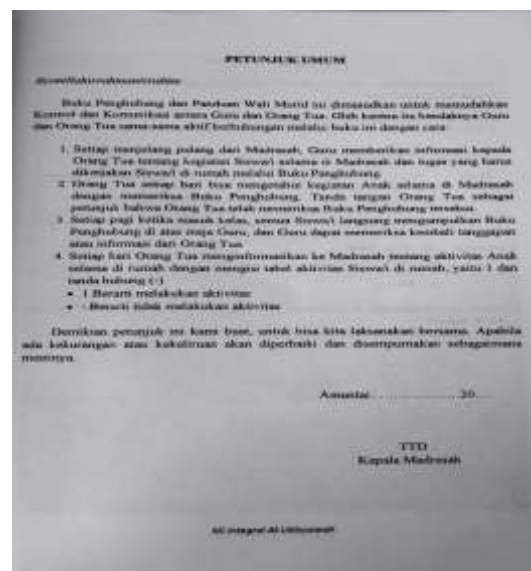 PETUNJUK UMUM
Bismillahirrahmanirrahim
Buku Penghubung dan Panduan Wali Murid ini dimaksudkan untuk memudahkan
Kontrol dan Komunikasi antara Guru dan Orang Tua. Oleh karena itu hendaknya Guru
dan Orang Tua sama-sama aktif berhubungan melalui buku ini dengan cara:
1. Setiap menjelang pulang dari Madrasah, Guru memberikan informasi kepada
Orang Tua tentang kegiatan Siswa/i selama di Madrasah dan tugas yang harus
dikerjakan Siswa/i di rumah melalui Buku Penghubung.
2. Orang Tua setiap hari bisa mengetahui kegiatan Anak selama di Madrasah
dengan memeriksa Buku Penghubung. Tanda tangan Orang Tua sebagai
petunjuk bahwa Orang Tua telah memeriksa Buku Penghubung tersebut.
3. Setiap pagi ketika masuk kelas, semua Siswa/i langsung mengumpulkan Buku
Penghubung di atas meja Guru, dan Guru dapat memeriksa kembali tanggapan
atau informasi dari Orang Tua.
4. Setiap hari Orang Tua menginformasikan ke Madrasah tentang aktivitas Anak
selama di rumah dengan mengisi tabel aktivitas Siswa/i di rumah, yaitu 1 dan
tanda hubung (-)
• 1 Berarti melakukan aktivitas
• - Berarti tidak melakukan aktivitas
Demikian petunjuk ini kami buat, untuk bisa kita laksanakan bersama. Apabila
ada kekurangan atau kekeliruan akan diperbaiki dan disempurnakan sebagaimana
mestinya.
20
TTD
Kepala Madrasah